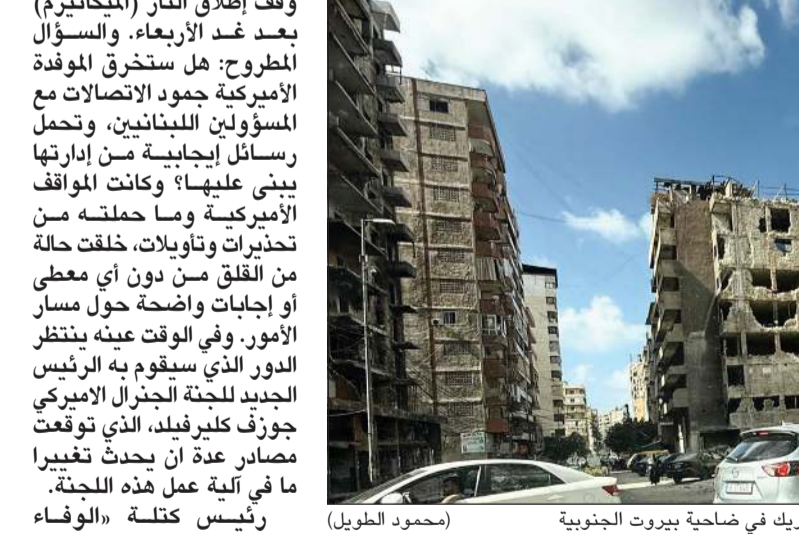 وقف إطلاق النار (الميكانيزم)
بعد غد الأربعاء. والسؤال
المطروح: هل ستخرق الموفدة
الأميركية جمود الاتصالات مع
المسؤولين اللبنانيين، وتحمل
رسائل إيجابية من إدارتها
يبنى عليها؟ وكانت المواقف
الأميركية وما حملته من
تحذيرات وتأويلات، خلقت حالة
من القلق من دون أي معطى
أو إجابات واضحة حول مسار
الأمور. وفي الوقت عينه ينتظر
الدور الذي سيقوم به الرئيس
الجديد للجنة الجنرال الاميركي
جوزف كليرفيلد، الذي توقعت
مصادر عدة ان يحدث تغييرا
ما في آلية عمل هذه اللجنة.
رئيس كتلة «الوفاء
ريك في ضاحية بيروت الجنوبية
(محمود الطويل)